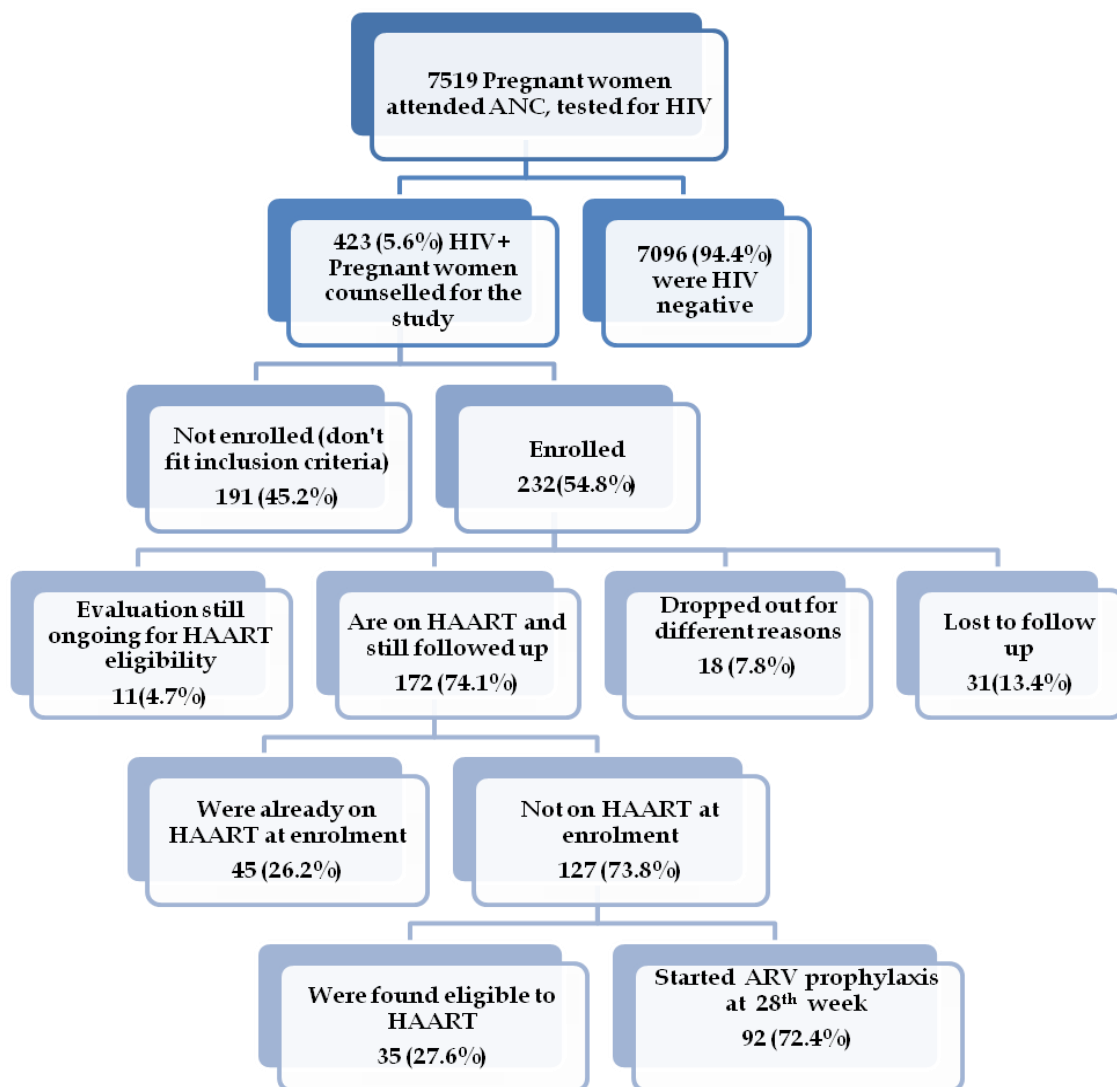 7519 Pregnant women
attended ANC, tested for HIV
423 (5.6%) HIV+
Pregnant women
counselled for the
study
7096 (94.4%)
were HIV
negative
Not enrolled (don't
fit inclusion criteria)
191 (45.2%)
Enrolled
232(54.8%)
Evaluation still
ongoing for HAART
eligibility
11(4.7%)
Are on HAART and
still followed up
172 (74.1%)
Dropped out for
different reasons
18 (7.8%)
Lost to follow
up
31(13.4%)
Were already on
HAART at enrolment
45 (26.2%)
Not on HAART at
enrolment
127 (73.8%)
Were found eligible to
HAART
35 (27.6%)
Started ARV prophylaxis
at 28th week
92 (72.4%)